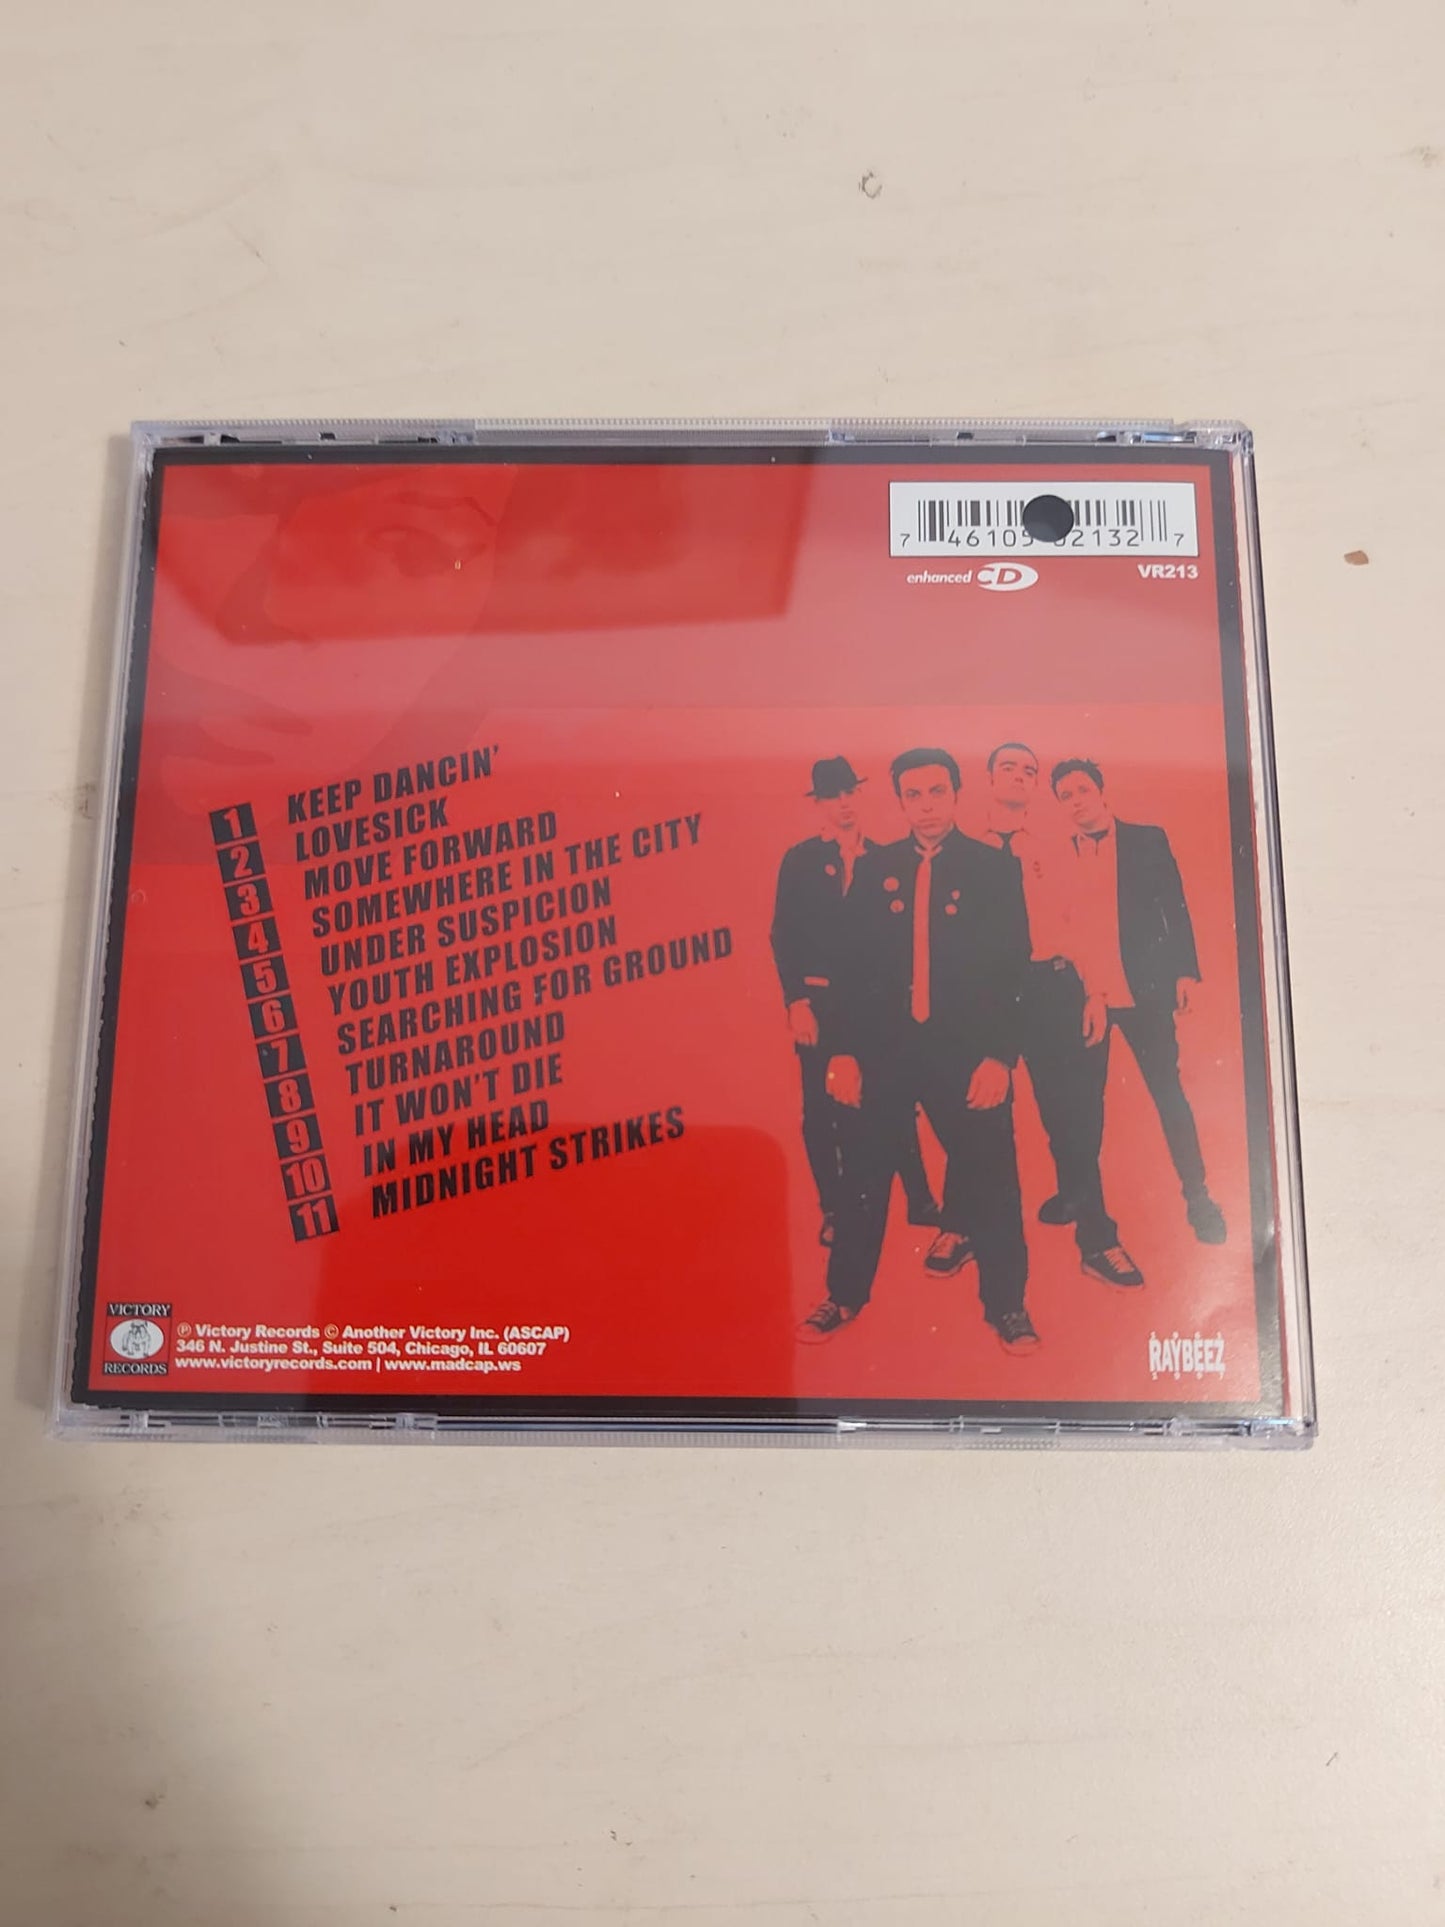 7 46105 02132 7
enhanced CD
VR213
1 KEEP DANCIN'
2 LOVESICK
3 MOVE FORWARD
4 SOMEWHERE IN THE CITY
5 UNDER SUSPICION
6 YOUTH EXPLOSION
7 SEARCHING FOR GROUND
8 TURNAROUND
9 IT WON'T DIE
10 IN MY HEAD
11 MIDNIGHT STRIKES
VICTORY
RECORDS
℗ Victory Records © Another Victory Inc. (ASCAP)
346 N. Justine St., Suite 504, Chicago, IL 60607
www.victoryrecords.com | www.madcap.ws
RAYBEEZ